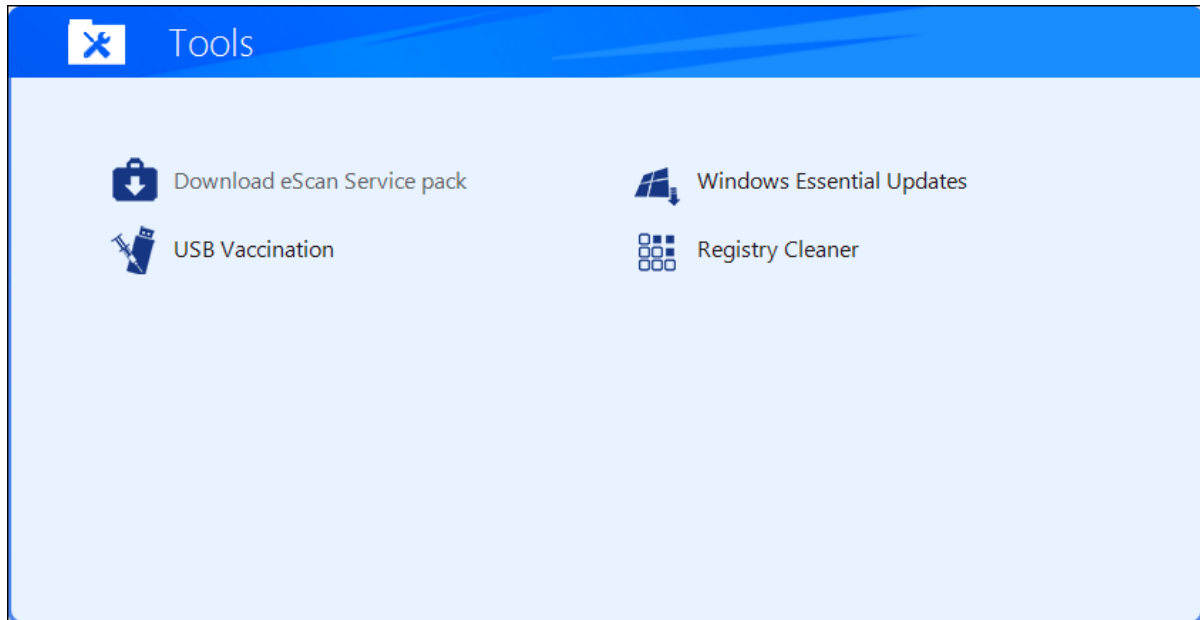 Tools
Download eScan Service pack
Windows Essential Updates
USB Vaccination
Registry Cleaner